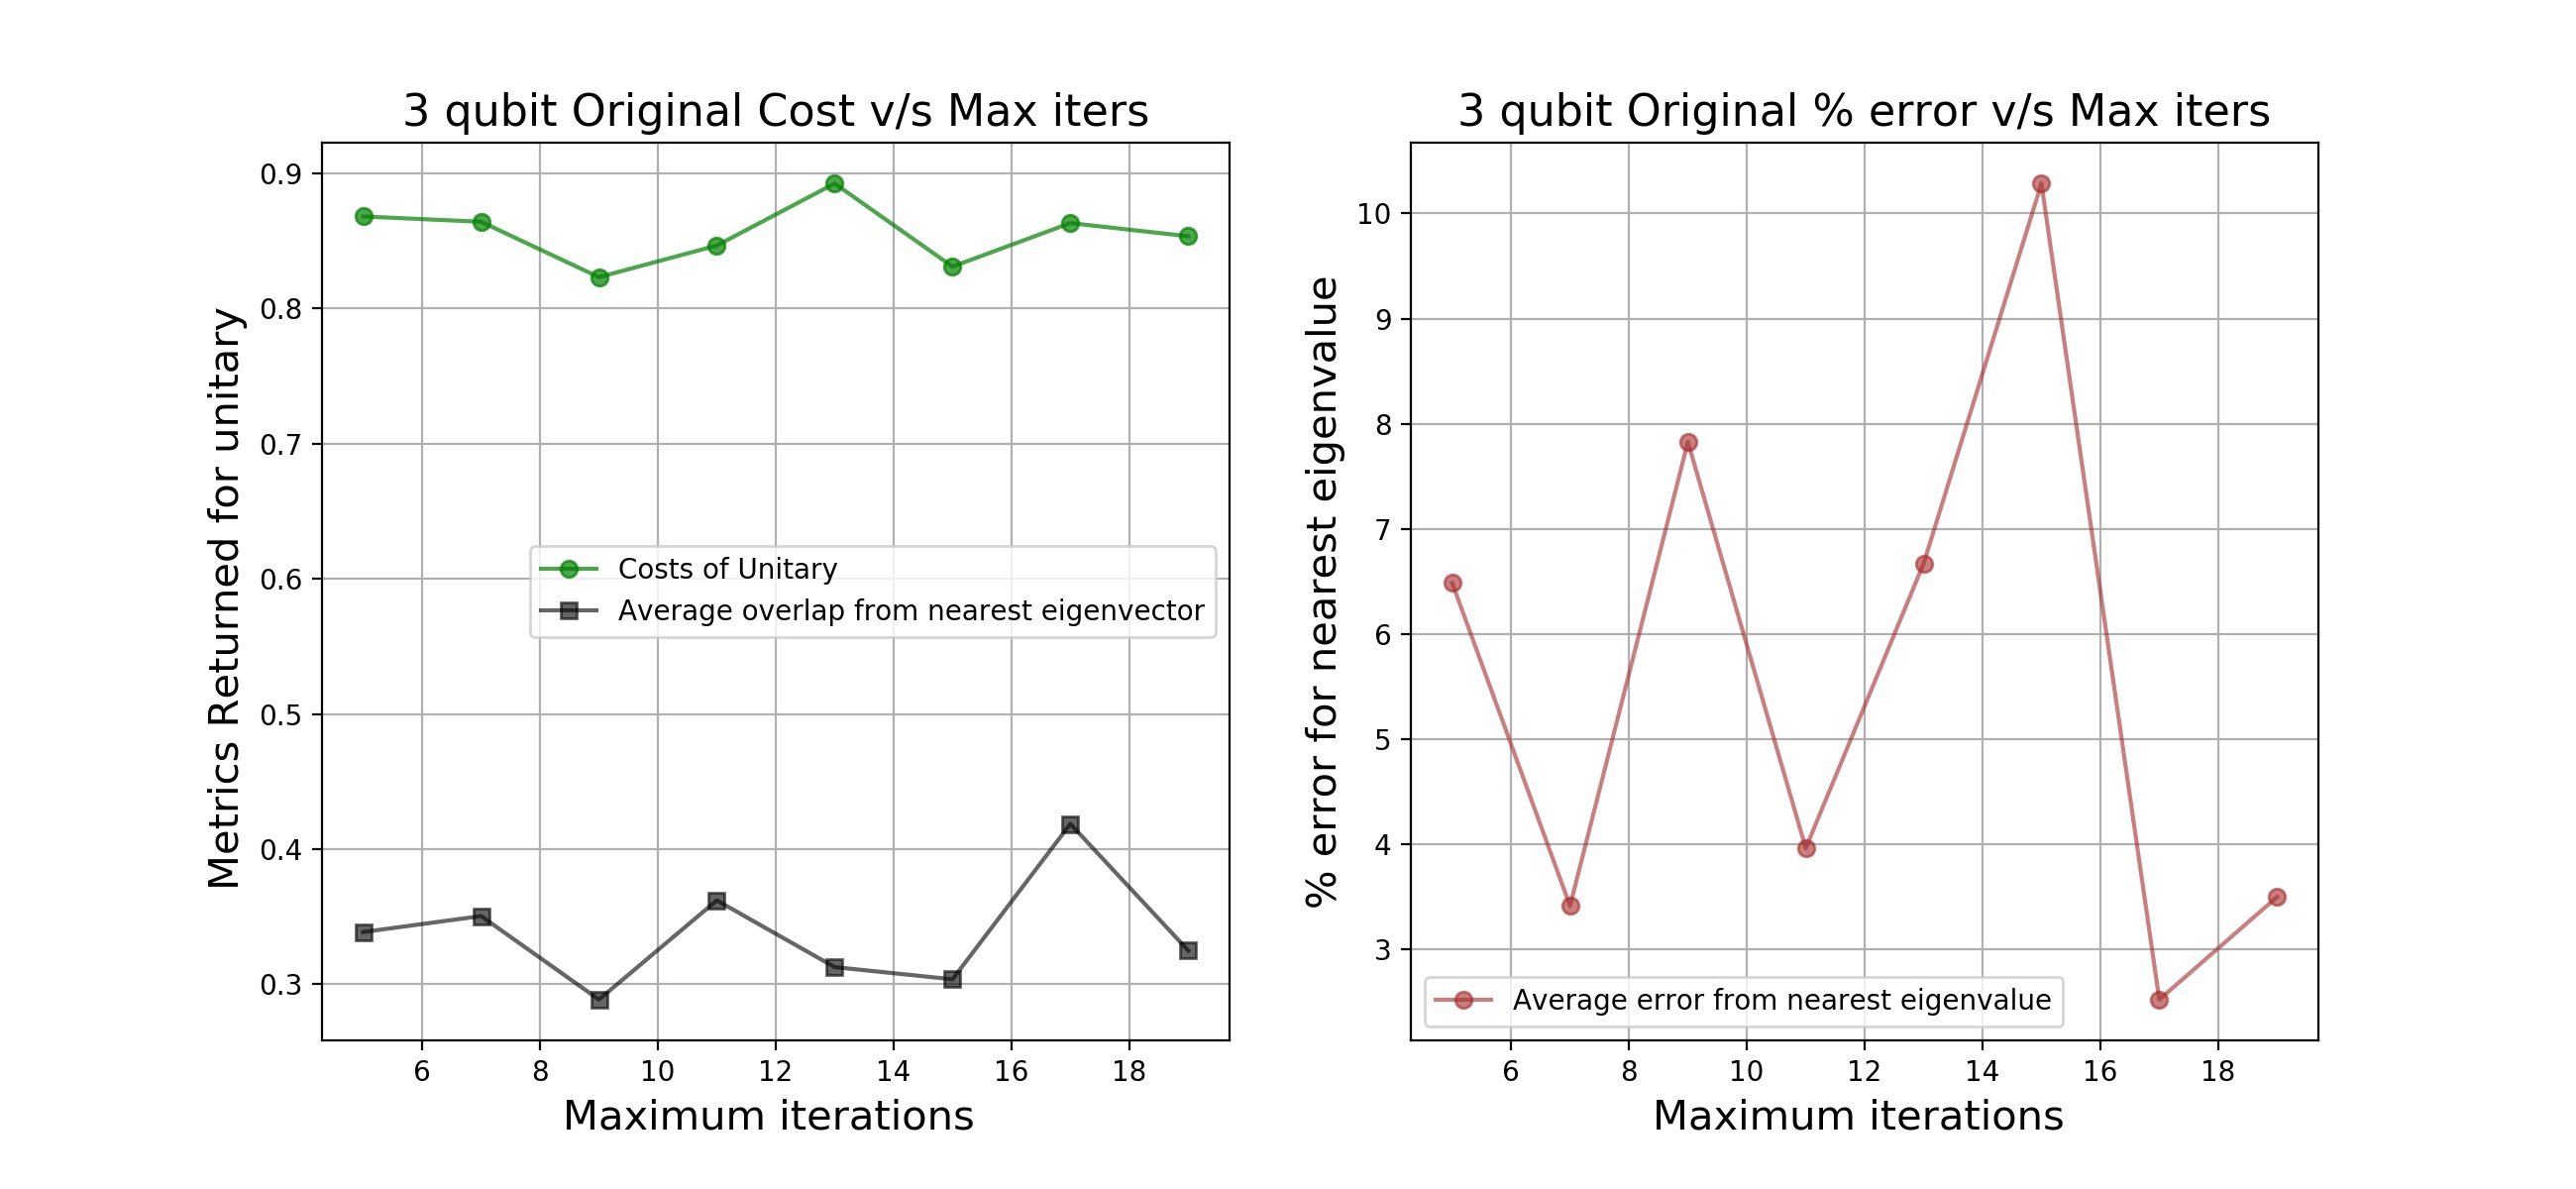 3 qubit Original Cost v/s Max iters
Metrics Returned for unitary
0.9
0.8
0.7
0.6
0.5
0.4
0.3
Costs of Unitary
Average overlap from nearest eigenvector
6 8 10 12 14 16 18
Maximum iterations
3 qubit Original % error v/s Max iters
% error for nearest eigenvalue
10
9
8
7
6
5
4
3
Average error from nearest eigenvalue
6 8 10 12 14 16 18
Maximum iterations